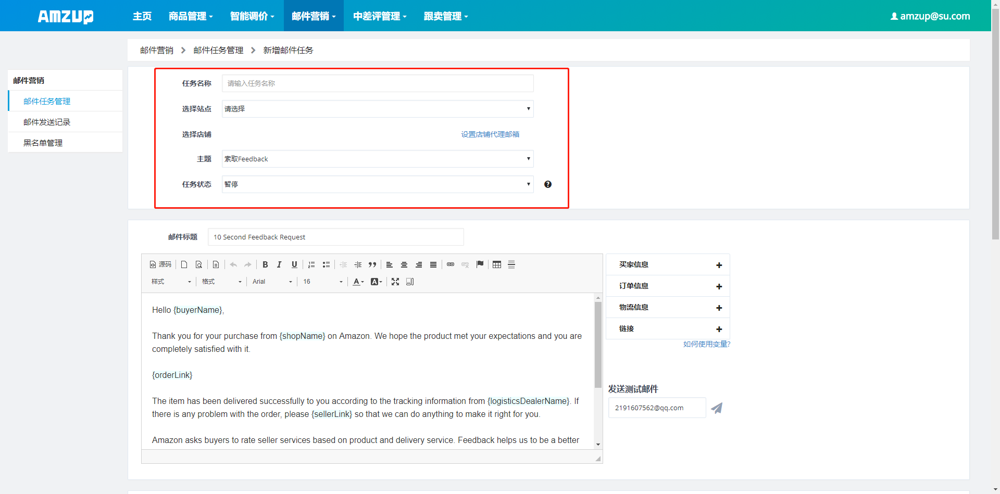 AMZUP
主页 商品管理 智能调价 邮件营销 中差评管理 跟卖管理
amzup@su.com
邮件营销 邮件任务管理 新增邮件任务
邮件营销
邮件任务管理
邮件发送记录
黑名单管理
任务名称 请输入任务名称
选择站点 请选择
选择店铺 设置店铺代理邮箱
主题 索取Feedback
任务状态 暂停
邮件标题 10 Second Feedback Request
源码
样式 格式 Arial 16
Hello {buyerName},
Thank you for your purchase from {shopName} on Amazon. We hope the product met your expectations and you are
completely satisfied with it.
{orderLink}
The item has been delivered successfully to you according to the tracking information from {logisticsDealerName}. If
there is any problem with the order, please {sellerLink} so that we can do anything to make it right for you.
Amazon asks buyers to rate seller services based on product and delivery service. Feedback helps us to be a better
买家信息
订单信息
物流信息
链接
如何使用变量?
发送测试邮件
2191607562@qq.com